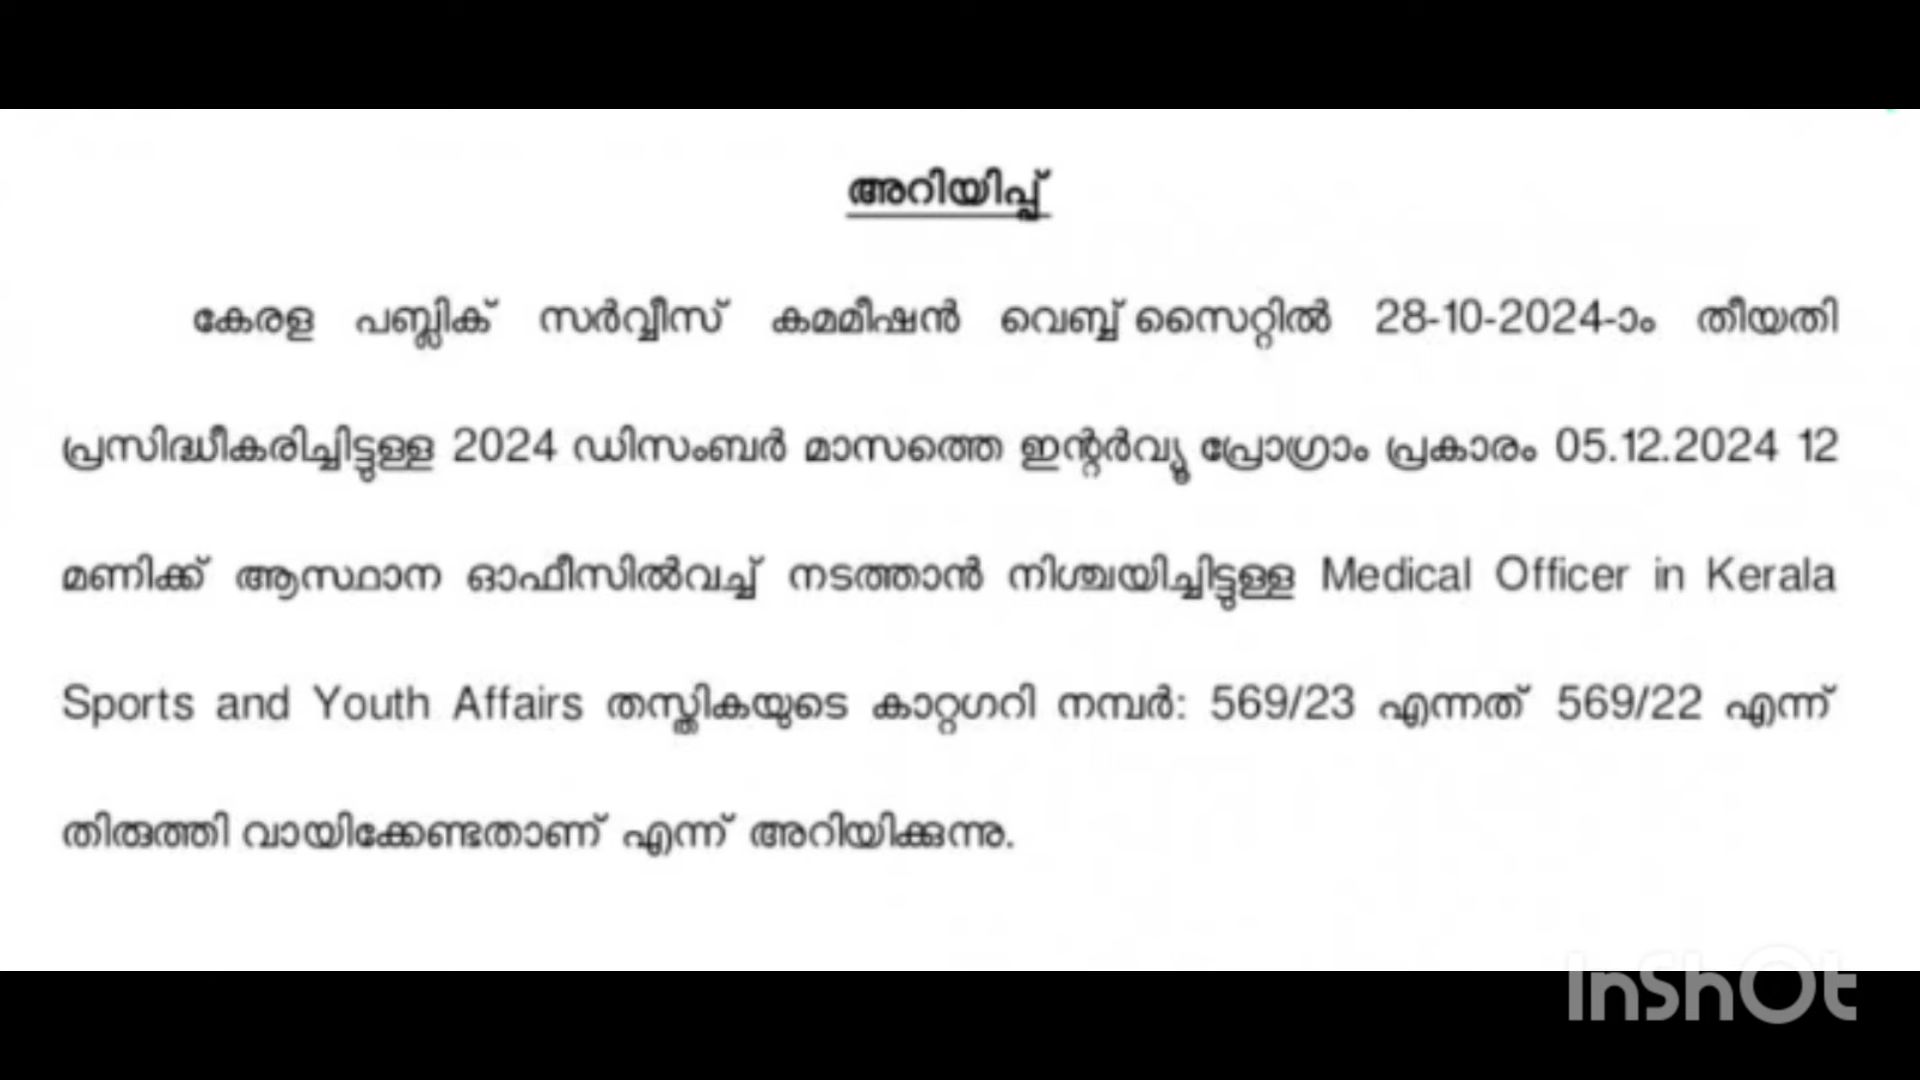 അറിയിപ്പ്
കേരള പബ്ലിക് സർവ്വീസ് കമമീഷൻ വെബ്ബ് സൈറ്റിൽ 28-10-2024-ാം തീയതി
പ്രസിദ്ധീകരിച്ചിട്ടുള്ള 2024 ഡിസംബർ മാസത്തെ ഇന്റർവ്യൂ പ്രോഗ്രാം പ്രകാരം 05.12.2024 12
മണിക്ക് ആസ്ഥാന ഓഫീസിൽവച്ച് നടത്താൻ നിശ്ചയിച്ചിട്ടുള്ള Medical Officer in Kerala
Sports and Youth Affairs തസ്തികയുടെ കാറ്റഗറി നമ്പർ: 569/23 എന്നത് 569/22 എന്ന്
തിരുത്തി വായിക്കേണ്ടതാണ് എന്ന് അറിയിക്കുന്നു.
InShOt